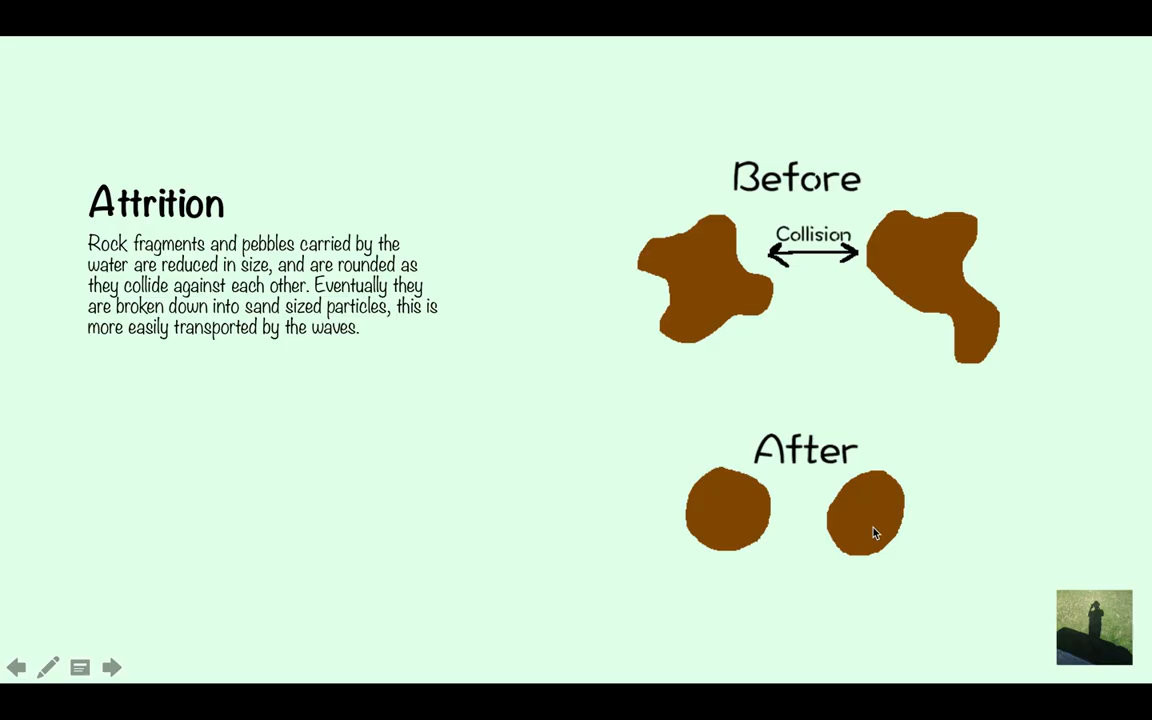 Attrition
Rock fragments and pebbles carried by the
water are reduced in size, and are rounded as
they collide against each other. Eventually they
are broken down into sand sized particles, this is
more easily transported by the waves.
Before
Collision
After